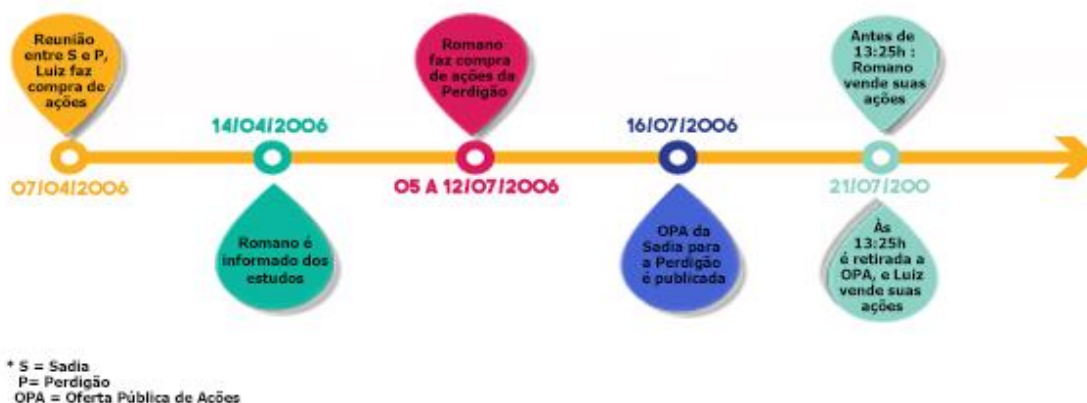 Reunião
entre S e P,
Luiz faz
compra de
ações
07/04/2006
14/04/2006
Romano é
informado dos
estudos
Romano
faz compra
de ações da
Perdigão
05 A 12/07/2006
16/07/2006
OPA da
Sadia para
a Perdigão
é publicada
Antes de
13:25h :
Romano
vende suas
ações
21/07/200
Às
13:25h
é retirada a
OPA, e Luiz
vende suas
ações
* S = Sadia
P= Perdigão
OPA = Oferta Pública de Ações